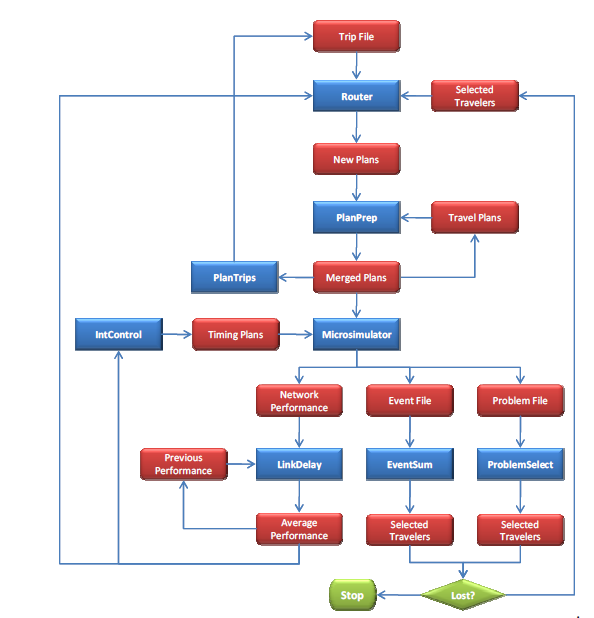 Trip File
Router
Selected
Travelers
New Plans
PlanPrep
Travel Plans
PlanTrips
Merged Plans
IntControl
Timing Plans
Microsimulator
Network
Performance
Event File
Problem File
Previous
Performance
LinkDelay
EventSum
ProblemSelect
Average
Performance
Selected
Travelers
Selected
Travelers
Stop
Lost?
.